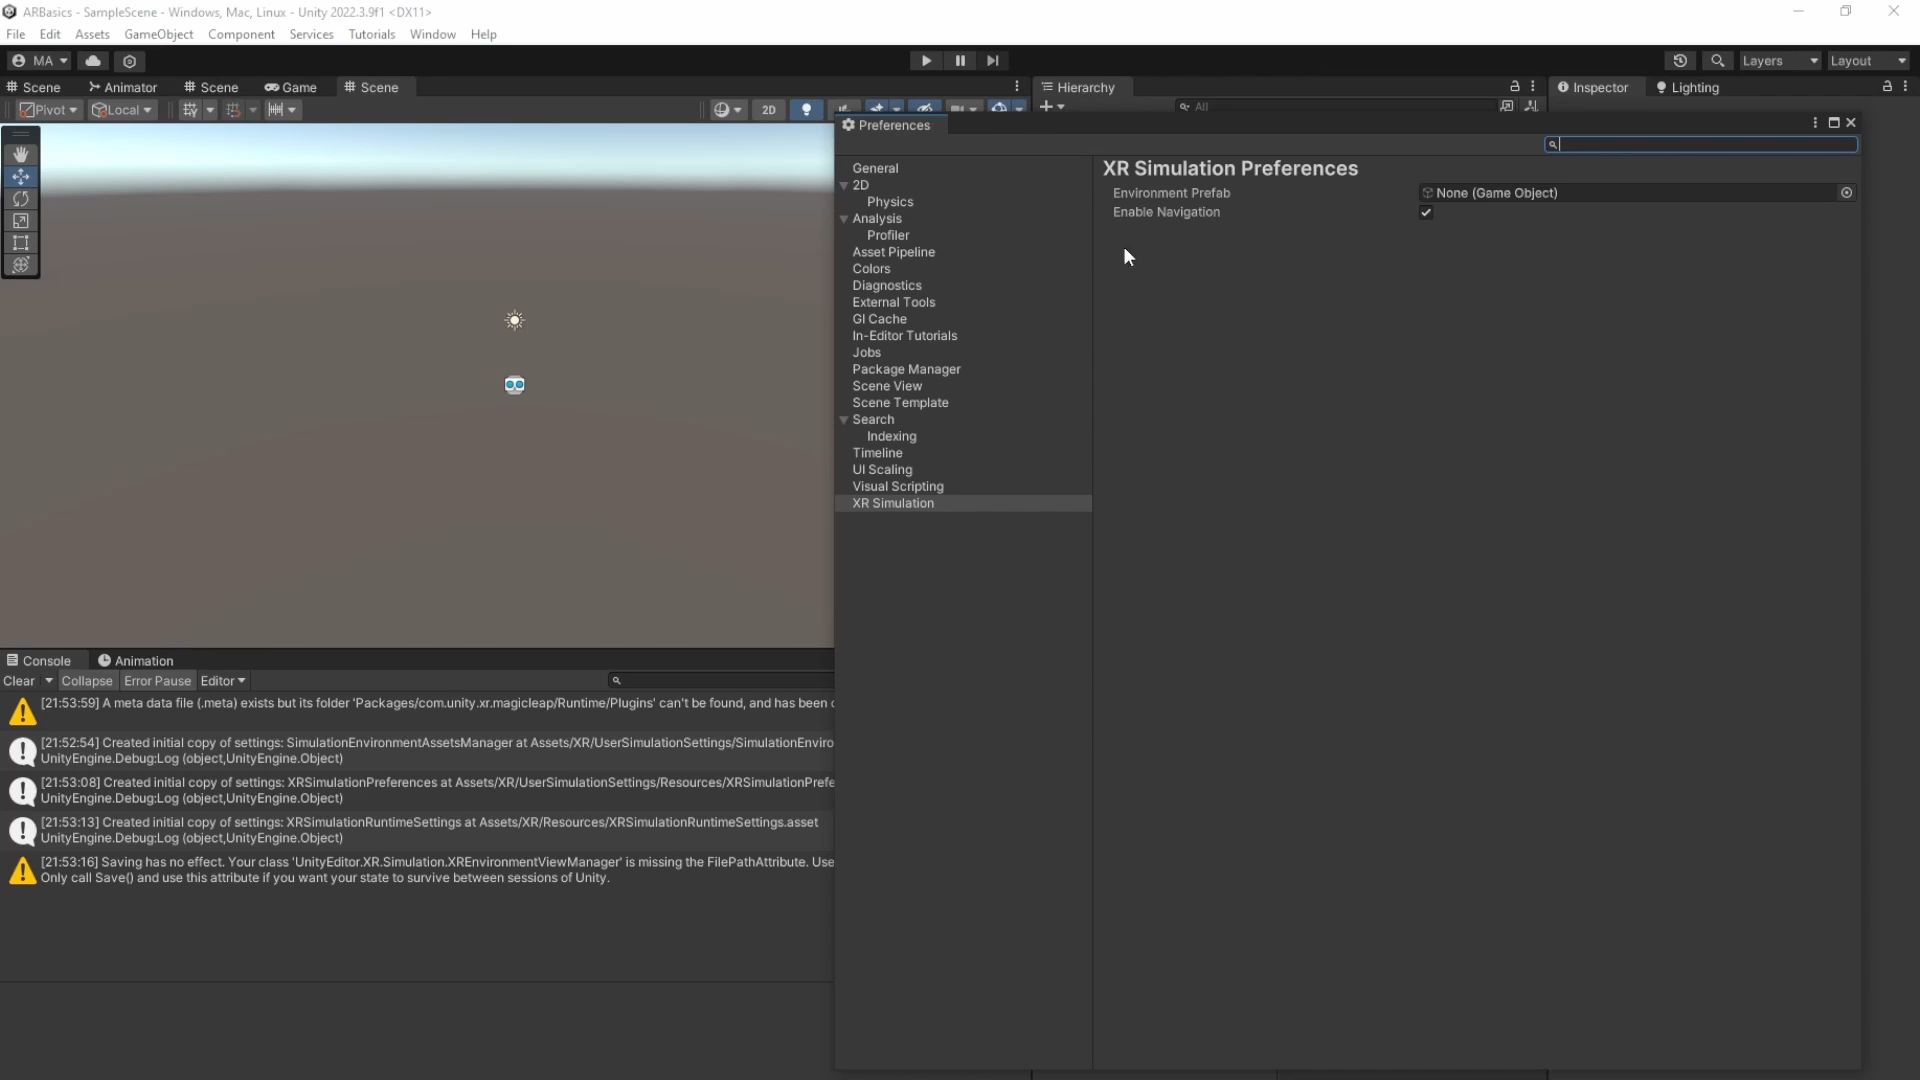 ARBasics - SampleScene - Windows, Mac, Linux - Unity 2022.3.9f1 <DX11>
File Edit Assets GameObject Component Services Tutorials Window Help
MA Layers Layout
Scene Animator Scene Game Scene Hierarchy Inspector Lighting
Pivot Local 2D All
Preferences
General
2D
Physics
Analysis
Profiler
Asset Pipeline
Colors
Diagnostics
External Tools
GI Cache
In-Editor Tutorials
Jobs
Package Manager
Scene View
Scene Template
Search
Indexing
Timeline
UI Scaling
Visual Scripting
XR Simulation
XR Simulation Preferences
Environment Prefab None (Game Object)
Enable Navigation
Console Animation
Clear Collapse Error Pause Editor
[21:53:59] A meta data file (.meta) exists but its folder 'Packages/com.unity.xr.magicleap/Runtime/Plugins' can't be found, and has been
[21:52:54] Created initial copy of settings: SimulationEnvironmentAssetsManager at Assets/XR/UserSimulationSettings/SimulationEnviro
UnityEngine.Debug:Log (object,UnityEngine.Object)
[21:53:08] Created initial copy of settings: XRSimulationPreferences at Assets/XR/UserSimulationSettings/Resources/XRSimulationPrefe
UnityEngine.Debug:Log (object,UnityEngine.Object)
[21:53:13] Created initial copy of settings: XRSimulationRuntimeSettings at Assets/XR/Resources/XRSimulationRuntimeSettings.asset
UnityEngine.Debug:Log (object,UnityEngine.Object)
[21:53:16] Saving has no effect. Your class 'UnityEditor.XR.Simulation.XREnvironmentViewManager' is missing the FilePathAttribute. Use
Only call Save() and use this attribute if you want your state to survive between sessions of Unity.